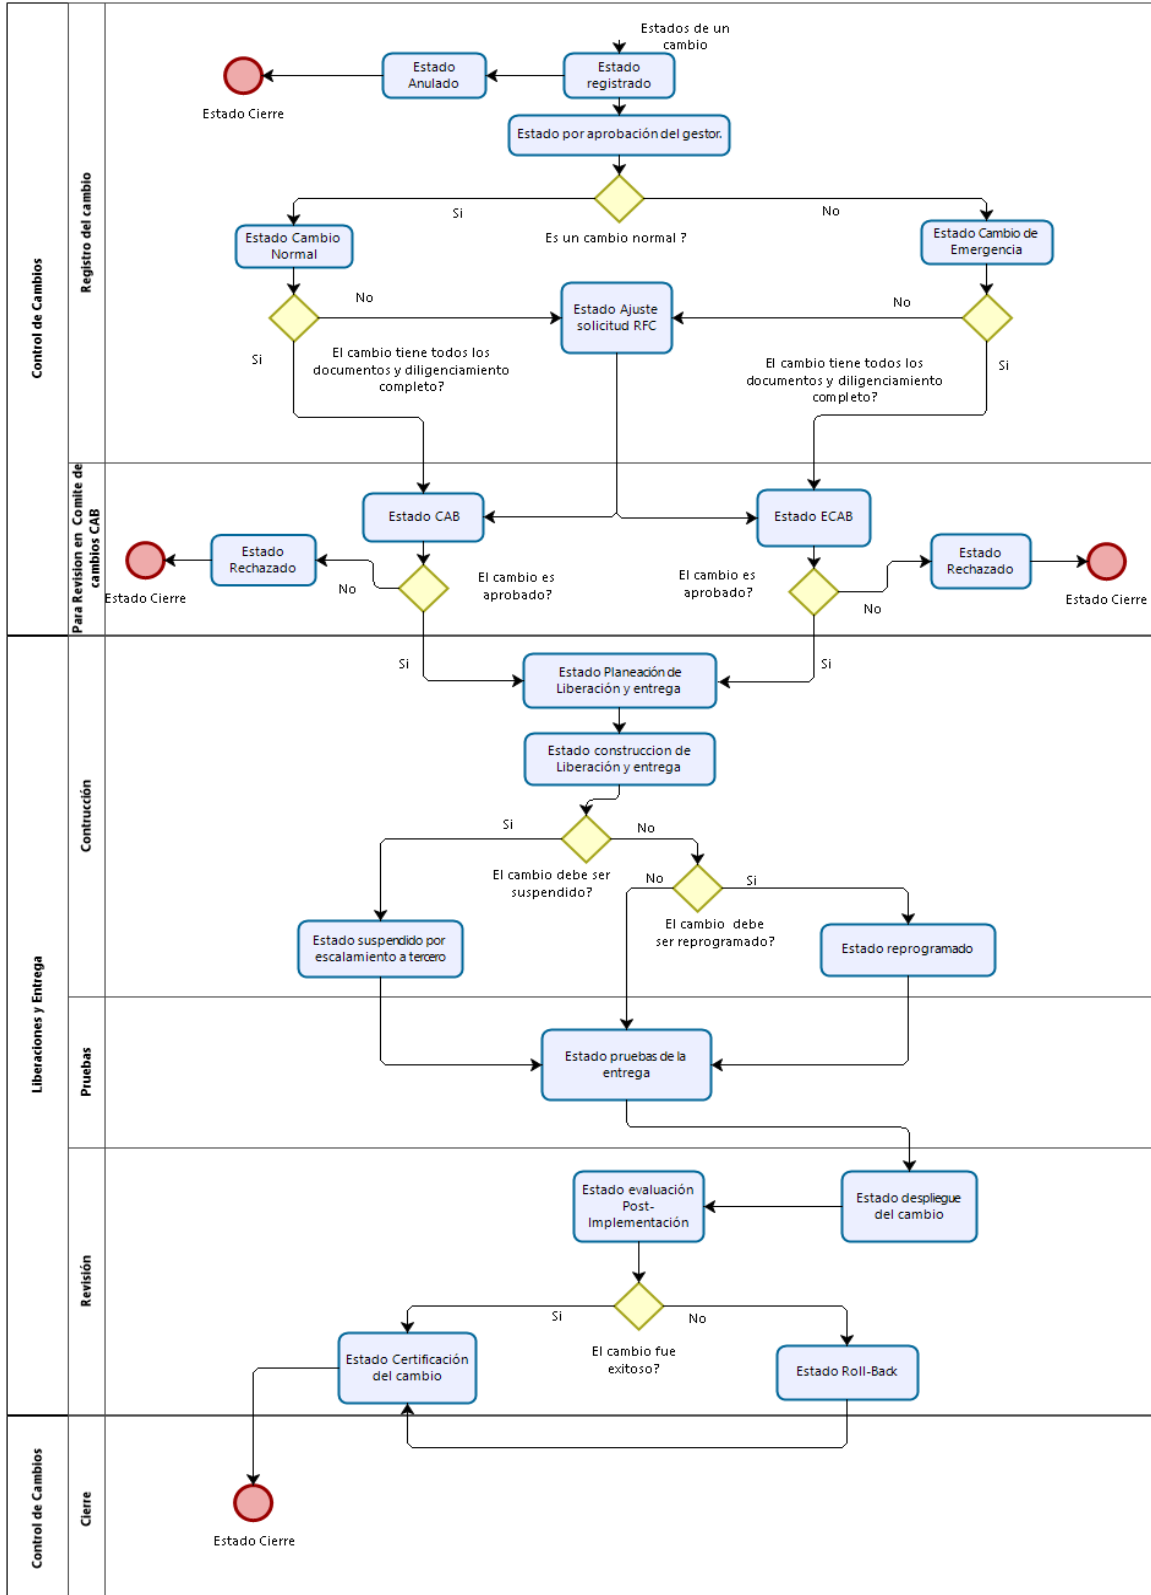 Estados de un
cambio
Estado
Anulado
Estado
registrado
Estado Cierre
Estado por aprobación del gestor.
Si
No
Es un cambio normal ?
Estado Cambio
Normal
Estado Cambio de
Emergencia
No
Estado Ajuste
solicitud RFC
No
Si
El cambio tiene todos los
documentos y diligenciamiento
completo?
El cambio tiene todos los
documentos y diligenciamiento
completo?
Si
Registro del cambio
Control de Cambios
Para Revision en Comite de
cambios CAB
Estado CAB
Estado ECAB
Estado
Rechazado
Estado
Rechazado
No
El cambio es
aprobado?
El cambio es
aprobado?
No
Estado Cierre
Estado Cierre
Si
Si
Estado Planeación de
Liberación y entrega
Estado construccion de
Liberación y entrega
Si
No
El cambio debe ser
suspendido?
No
Si
El cambio debe
ser reprogramado?
Estado suspendido por
escalamiento a tercero
Estado reprogramado
Contrucción
Liberaciones y Entrega
Pruebas
Estado pruebas de la
entrega
Estado evaluación
Post-
Implementación
Estado despliegue
del cambio
Revisión
Si
No
El cambio fue
exitoso?
Estado Certificación
del cambio
Estado Roll-Back
Control de Cambios
Cierre
Estado Cierre